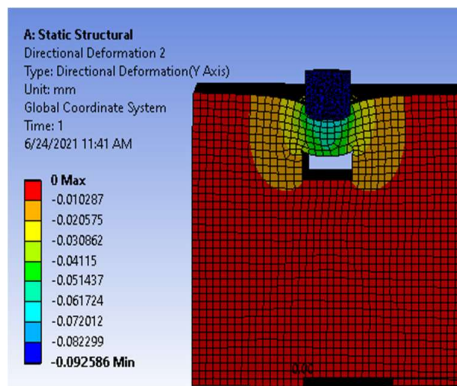 A: Static Structural
Directional Deformation 2
Type: Directional Deformation(Y Axis)
Unit: mm
Global Coordinate System
Time: 1
6/24/2021 11:41 AM
0 Max
-0.010287
-0.020575
-0.030862
-0.04115
-0.051437
-0.061724
-0.072012
-0.082299
-0.092586 Min
0.00